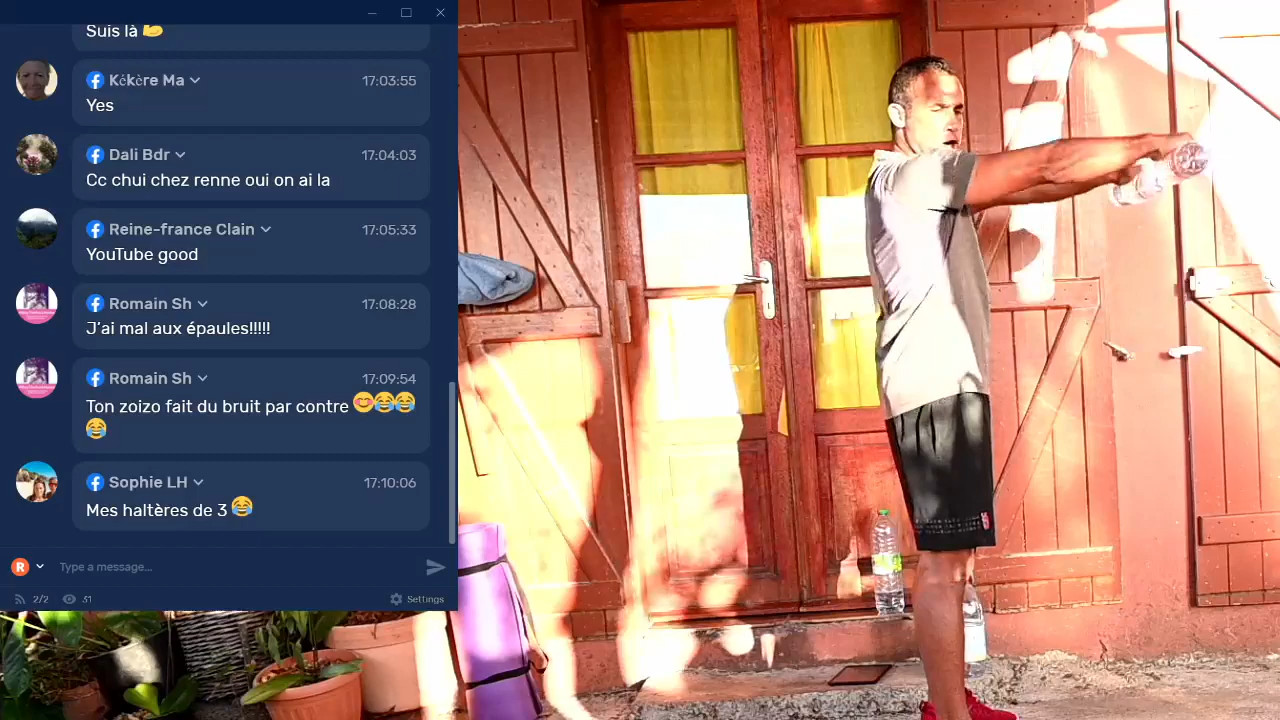 Suis là
Kékère Ma 17:03:55
Yes
Dali Bdr 17:04:03
Cc chui chez renne oui on ai la
Reine-france Clain 17:05:33
YouTube good
Romain Sh 17:08:28
J'ai mal aux épaules!!!!!
Romain Sh 17:09:54
Ton zoizo fait du bruit par contre 😊😂😂
😂
Sophie LH 17:10:06
Mes haltères de 3 😂
R
Type a message...
2/2 31 Settings